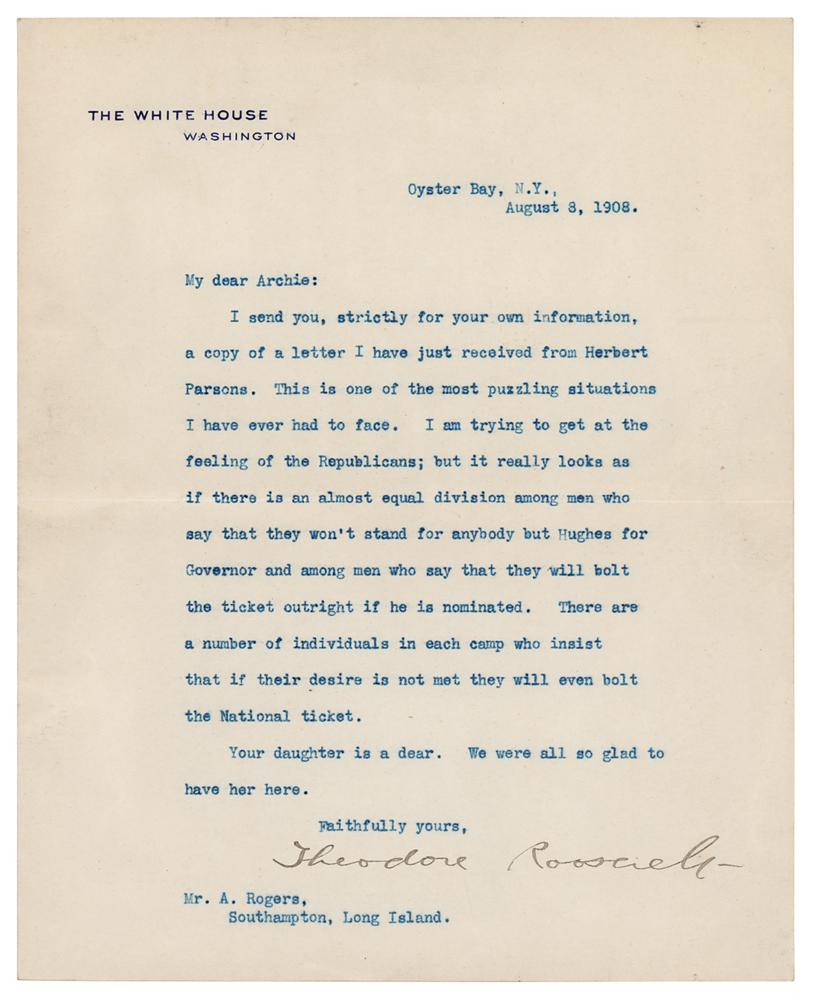 THE WHITE HOUSE
WASHINGTON
Oyster Bay, N.Y.,
August 8, 1908.
My dear Archie:
I send you, strictly for your own information,
a copy of a letter I have just received from Herbert
Parsons. This is one of the most puzzling situations
I have ever had to face. I am trying to get at the
feeling of the Republicans; but it really looks as
if there is an almost equal division among men who
say that they won't stand for anybody but Hughes for
Governor and among men who say that they will bolt
the ticket outright if he is nominated. There are
a number of individuals in each camp who insist
that if their desire is not met they will even bolt
the National ticket.
Your daughter is a dear. We were all so glad to
have her here.
Faithfully yours,
Theodore Roosevelt
Mr. A. Rogers,
Southampton, Long Island.